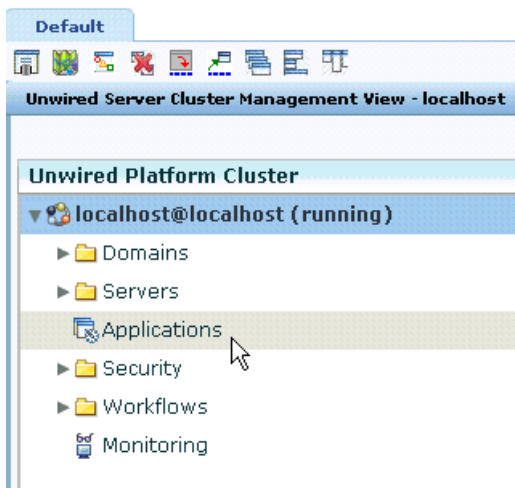 Default
Unwired Server Cluster Management View - localhost
Unwired Platform Cluster
localhost@localhost (running)
Domains
Servers
Applications
Security
Workflows
Monitoring